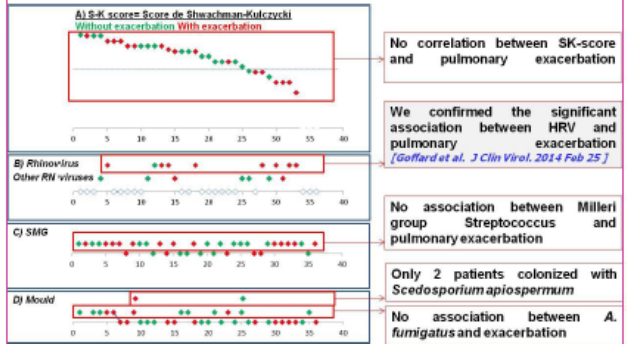 A) S-K score= Score de Shwachman-Kulczycki
Without exacerbation With exacerbation
0 5 10 15 20 25 30 35 40
No correlation between SK-score
and pulmonary exacerbation
B) Rhinovirus
Other RNA viruses
0 5 10 15 20 25 30 35 40
We confirmed the significant
association between HRV and
pulmonary exacerbation
[Goffard et al. J Clin Virol. 2014 Feb 25 ]
C) SMG
0 5 10 15 20 25 30 35 40
No association between Milleri
group Streptococcus and
pulmonary exacerbation
D) Mould
0 5 10 15 20 25 30 35 40
Only 2 patients colonized with
Scedosporium apiospermum
No association between A.
fumigatus and exacerbation